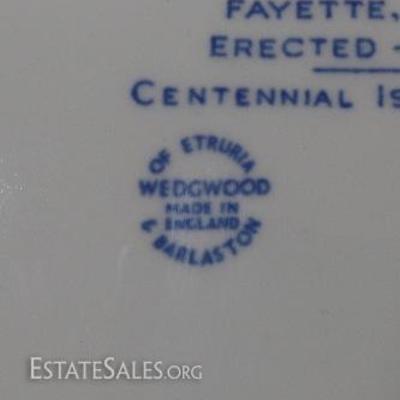 FAYETTE,
ERECTED -
CENTENNIAL 19
OF ETRURIA
WEDGWOOD
MADE IN
ENGLAND
& BARLASTON
ESTATESALES.ORG